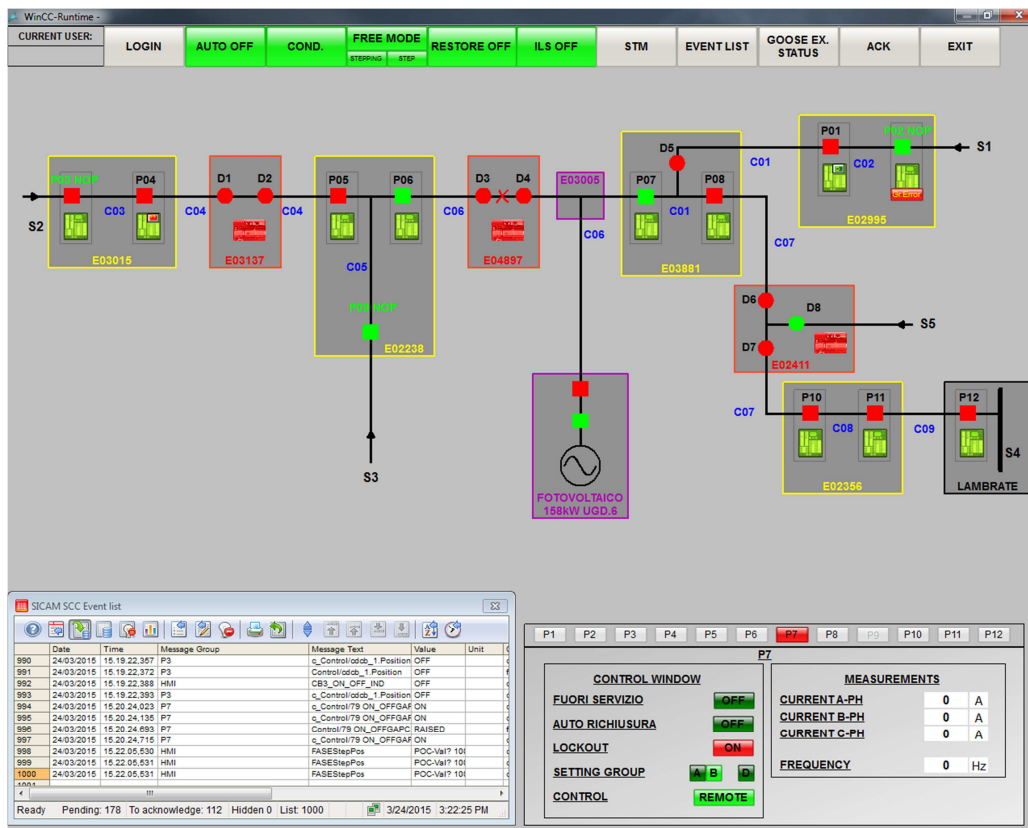 WinCC-Runtime -
CURRENT USER:
LOGIN
AUTO OFF
COND.
FREE MODE
STEPPING STEP
RESTORE OFF
ILS OFF
STM
EVENT LIST
GOOSE EX.
STATUS
ACK
EXIT
P01
P02 NOP
D5
S1
C01
C02
Str Error
E02995
P04
D1 D2
P05 P06
D3 D4
E03005
P07 P08
S2
C03
C04
C04
C06
C06
C01
C07
E03015
E03137
C05
E04897
E03881
E02238
D6
D8
S5
D7
E02411
S3
P10 P11
P12
C07
C08
C09
S4
E02356
LAMBRATE
FOTOVOLTAICO
158kW UGD.6
SICAM SCC Event list
Date Time Message Group Message Text Value Unit
990 24/03/2015 15.19.22,357 P3 c_Control/cdcb_1.Position OFF
991 24/03/2015 15.19.22,372 P3 Control/cdcb_1.Position OFF
992 24/03/2015 15.19.22,388 HMI CB3_ON_OFF_IND OFF
993 24/03/2015 15.19.22,393 P3 c_Control/cdcb_1.Position OFF
994 24/03/2015 15.20.24,023 P7 c_Control/79 ON_OFFGAF ON
995 24/03/2015 15.20.24,135 P7 c_Control/79 ON_OFFGAF ON
996 24/03/2015 15.20.24,693 P7 Control/79 ON_OFFGAPC RAISED
997 24/03/2015 15.20.24,715 P7 c_Control/79 ON_OFFGAF ON
998 24/03/2015 15.22.05,530 HMI FASEStepPos POC-Val? 10
999 24/03/2015 15.22.05,531 HMI FASEStepPos POC-Val? 10
1000 24/03/2015 15.22.05,531 HMI FASEStepPos POC-Val? 10
Ready Pending: 178 To acknowledge: 112 Hidden 0 List: 1000 3/24/2015 3:22:25 PM
P1 P2 P3 P4 P5 P6 P7 P8 P9 P10 P11 P12
P7
CONTROL WINDOW
FUORI SERVIZIO OFF
AUTO RICHIUSURA OFF
LOCKOUT ON
SETTING GROUP A B D
CONTROL REMOTE
MEASUREMENTS
CURRENT A-PH 0 A
CURRENT B-PH 0 A
CURRENT C-PH 0 A
FREQUENCY 0 Hz